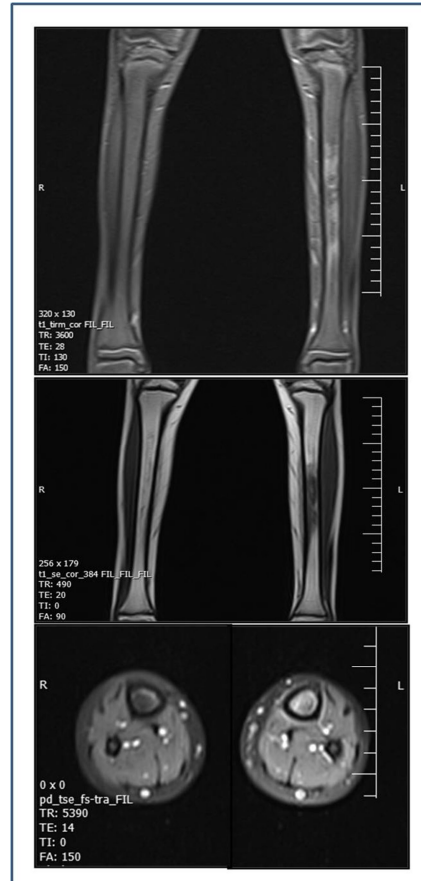 R
L
320 x 130
t1_tirm_cor FIL_FIL
TR: 3600
TE: 28
TI: 130
FA: 150
R
L
256 x 179
t1_se_cor_384 FIL_FIL_FIL
TR: 490
TE: 20
TI: 0
FA: 90
R
L
0 x 0
pd_tse_fs-tra_FIL
TR: 5390
TE: 14
TI: 0
FA: 150